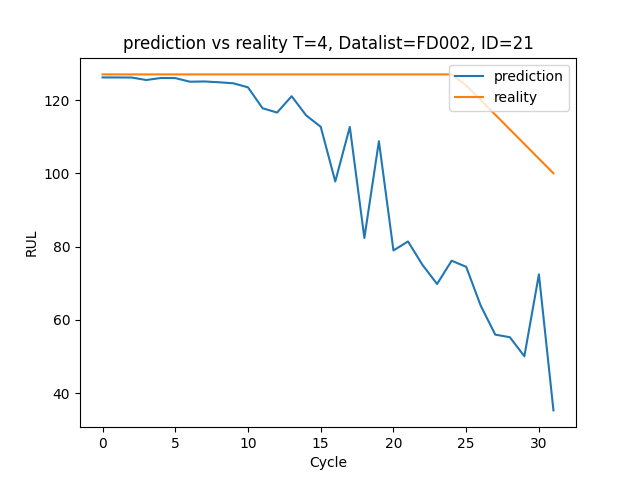 prediction vs reality T=4, Datalist=FD002, ID=21
prediction
reality
120
100
80
60
40
RUL
0 5 10 15 20 25 30
Cycle